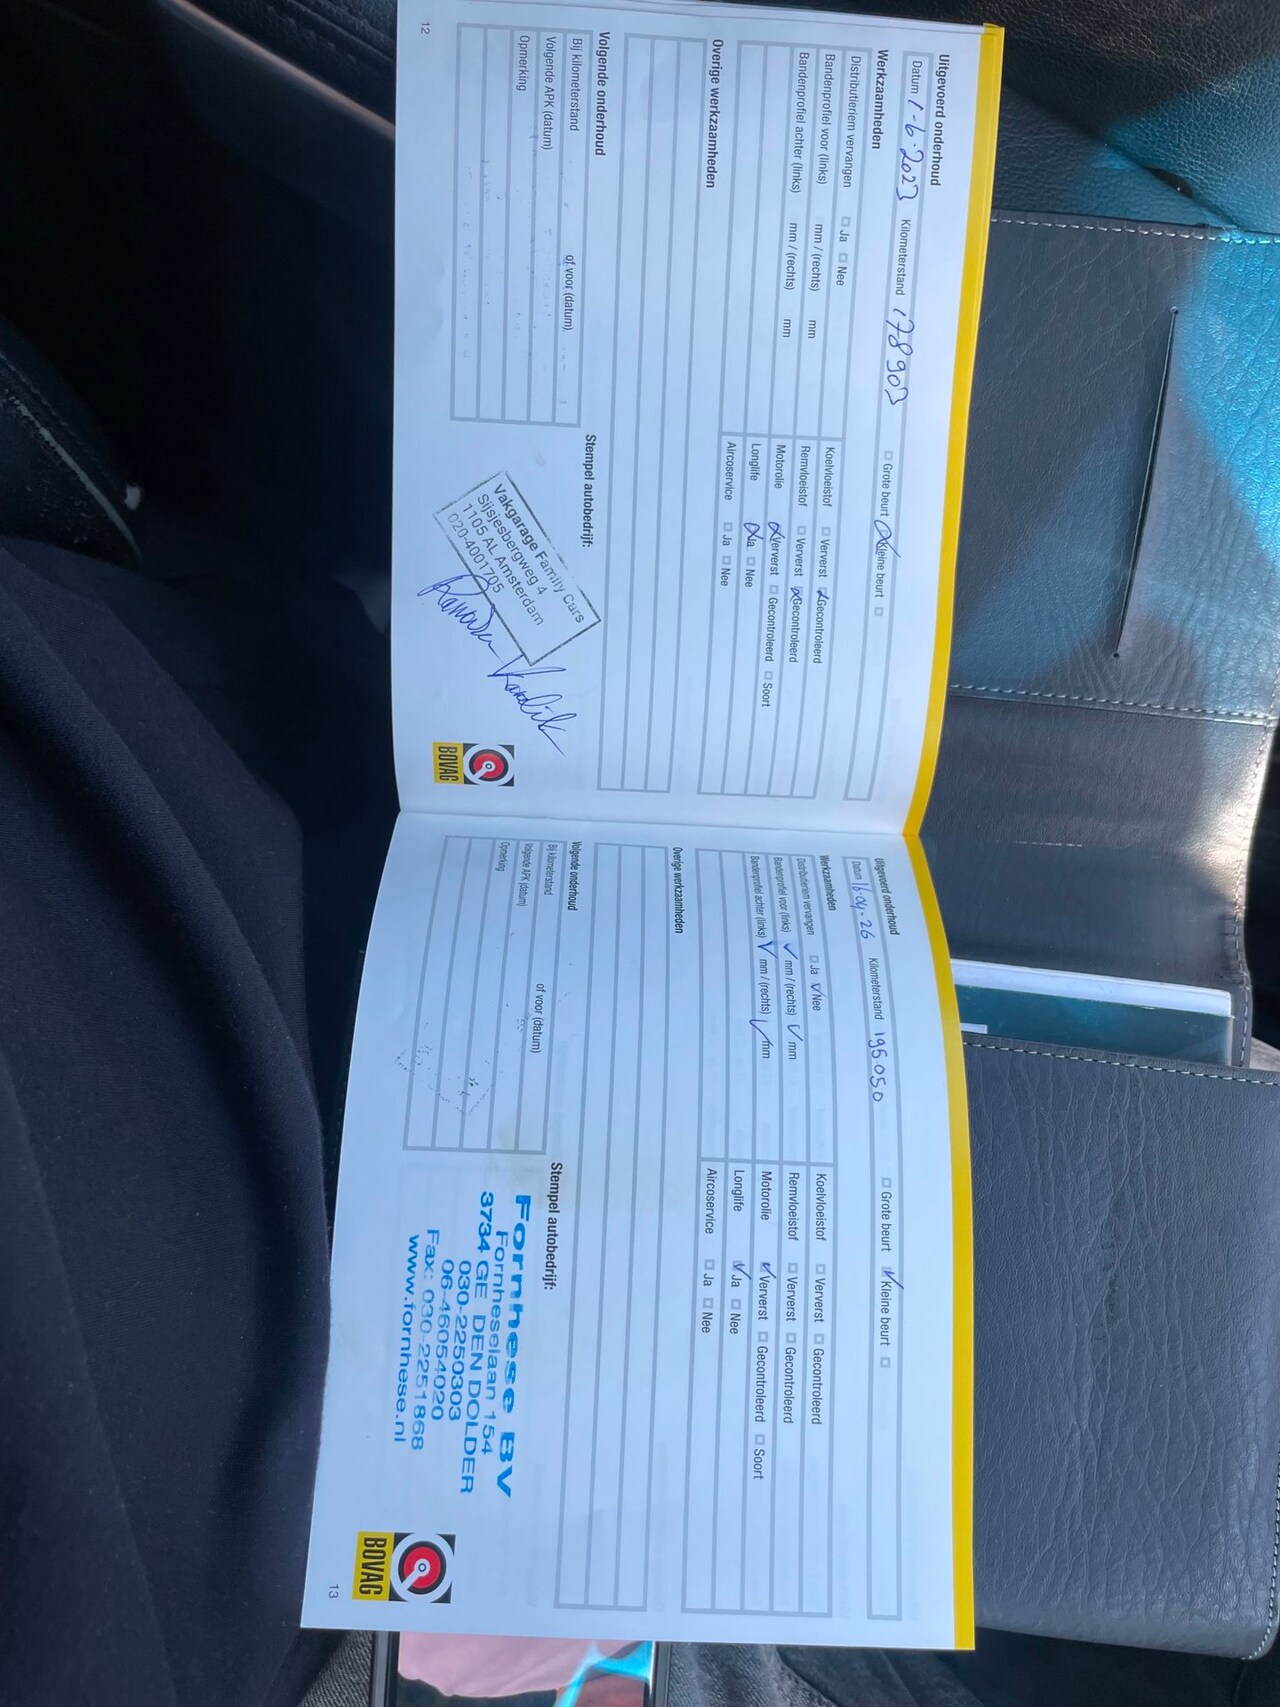 Uitgevoerd onderhoud
Datum 1-6-2023 Kilometerstand 178903 Grote beurt Kleine beurt
Werkzaamheden
Distributieriem vervangen Ja Nee
Bandenprofiel voor (links) mm / (rechts) mm
Bandenprofiel achter (links) mm / (rechts) mm
Koelvloeistof Ververst Gecontroleerd
Remvloeistof Ververst Gecontroleerd
Motorolie Ververst Gecontroleerd Soort
Longlife Ja Nee
Aircoservice Ja Nee
Overige werkzaamheden
Volgende onderhoud
Bij kilometerstand of voor (datum)
Volgende APK (datum)
Opmerking
Stempel autobedrijf:
Vakgarage Family Cars
Sijsjesbergweg 4
1105 AL Amsterdam
020-4001705
BOVAG
12
Uitgevoerd onderhoud
Datum 16-04-26 Kilometerstand 195.050 Grote beurt Kleine beurt
Werkzaamheden
Distributieriem vervangen Ja Nee
Bandenprofiel voor (links) mm / (rechts) mm
Bandenprofiel achter (links) mm / (rechts) mm
Koelvloeistof Ververst Gecontroleerd
Remvloeistof Ververst Gecontroleerd
Motorolie Ververst Gecontroleerd Soort
Longlife Ja Nee
Aircoservice Ja Nee
Overige werkzaamheden
Volgende onderhoud
Bij kilometerstand of voor (datum)
Volgende APK (datum)
Opmerking
Stempel autobedrijf:
Fornhese BV
Fornheselaan 154
3734 GE DEN DOLDER
030-2250303
06-46054020
Fax: 030-2251868
www.fornhese.nl
BOVAG
13